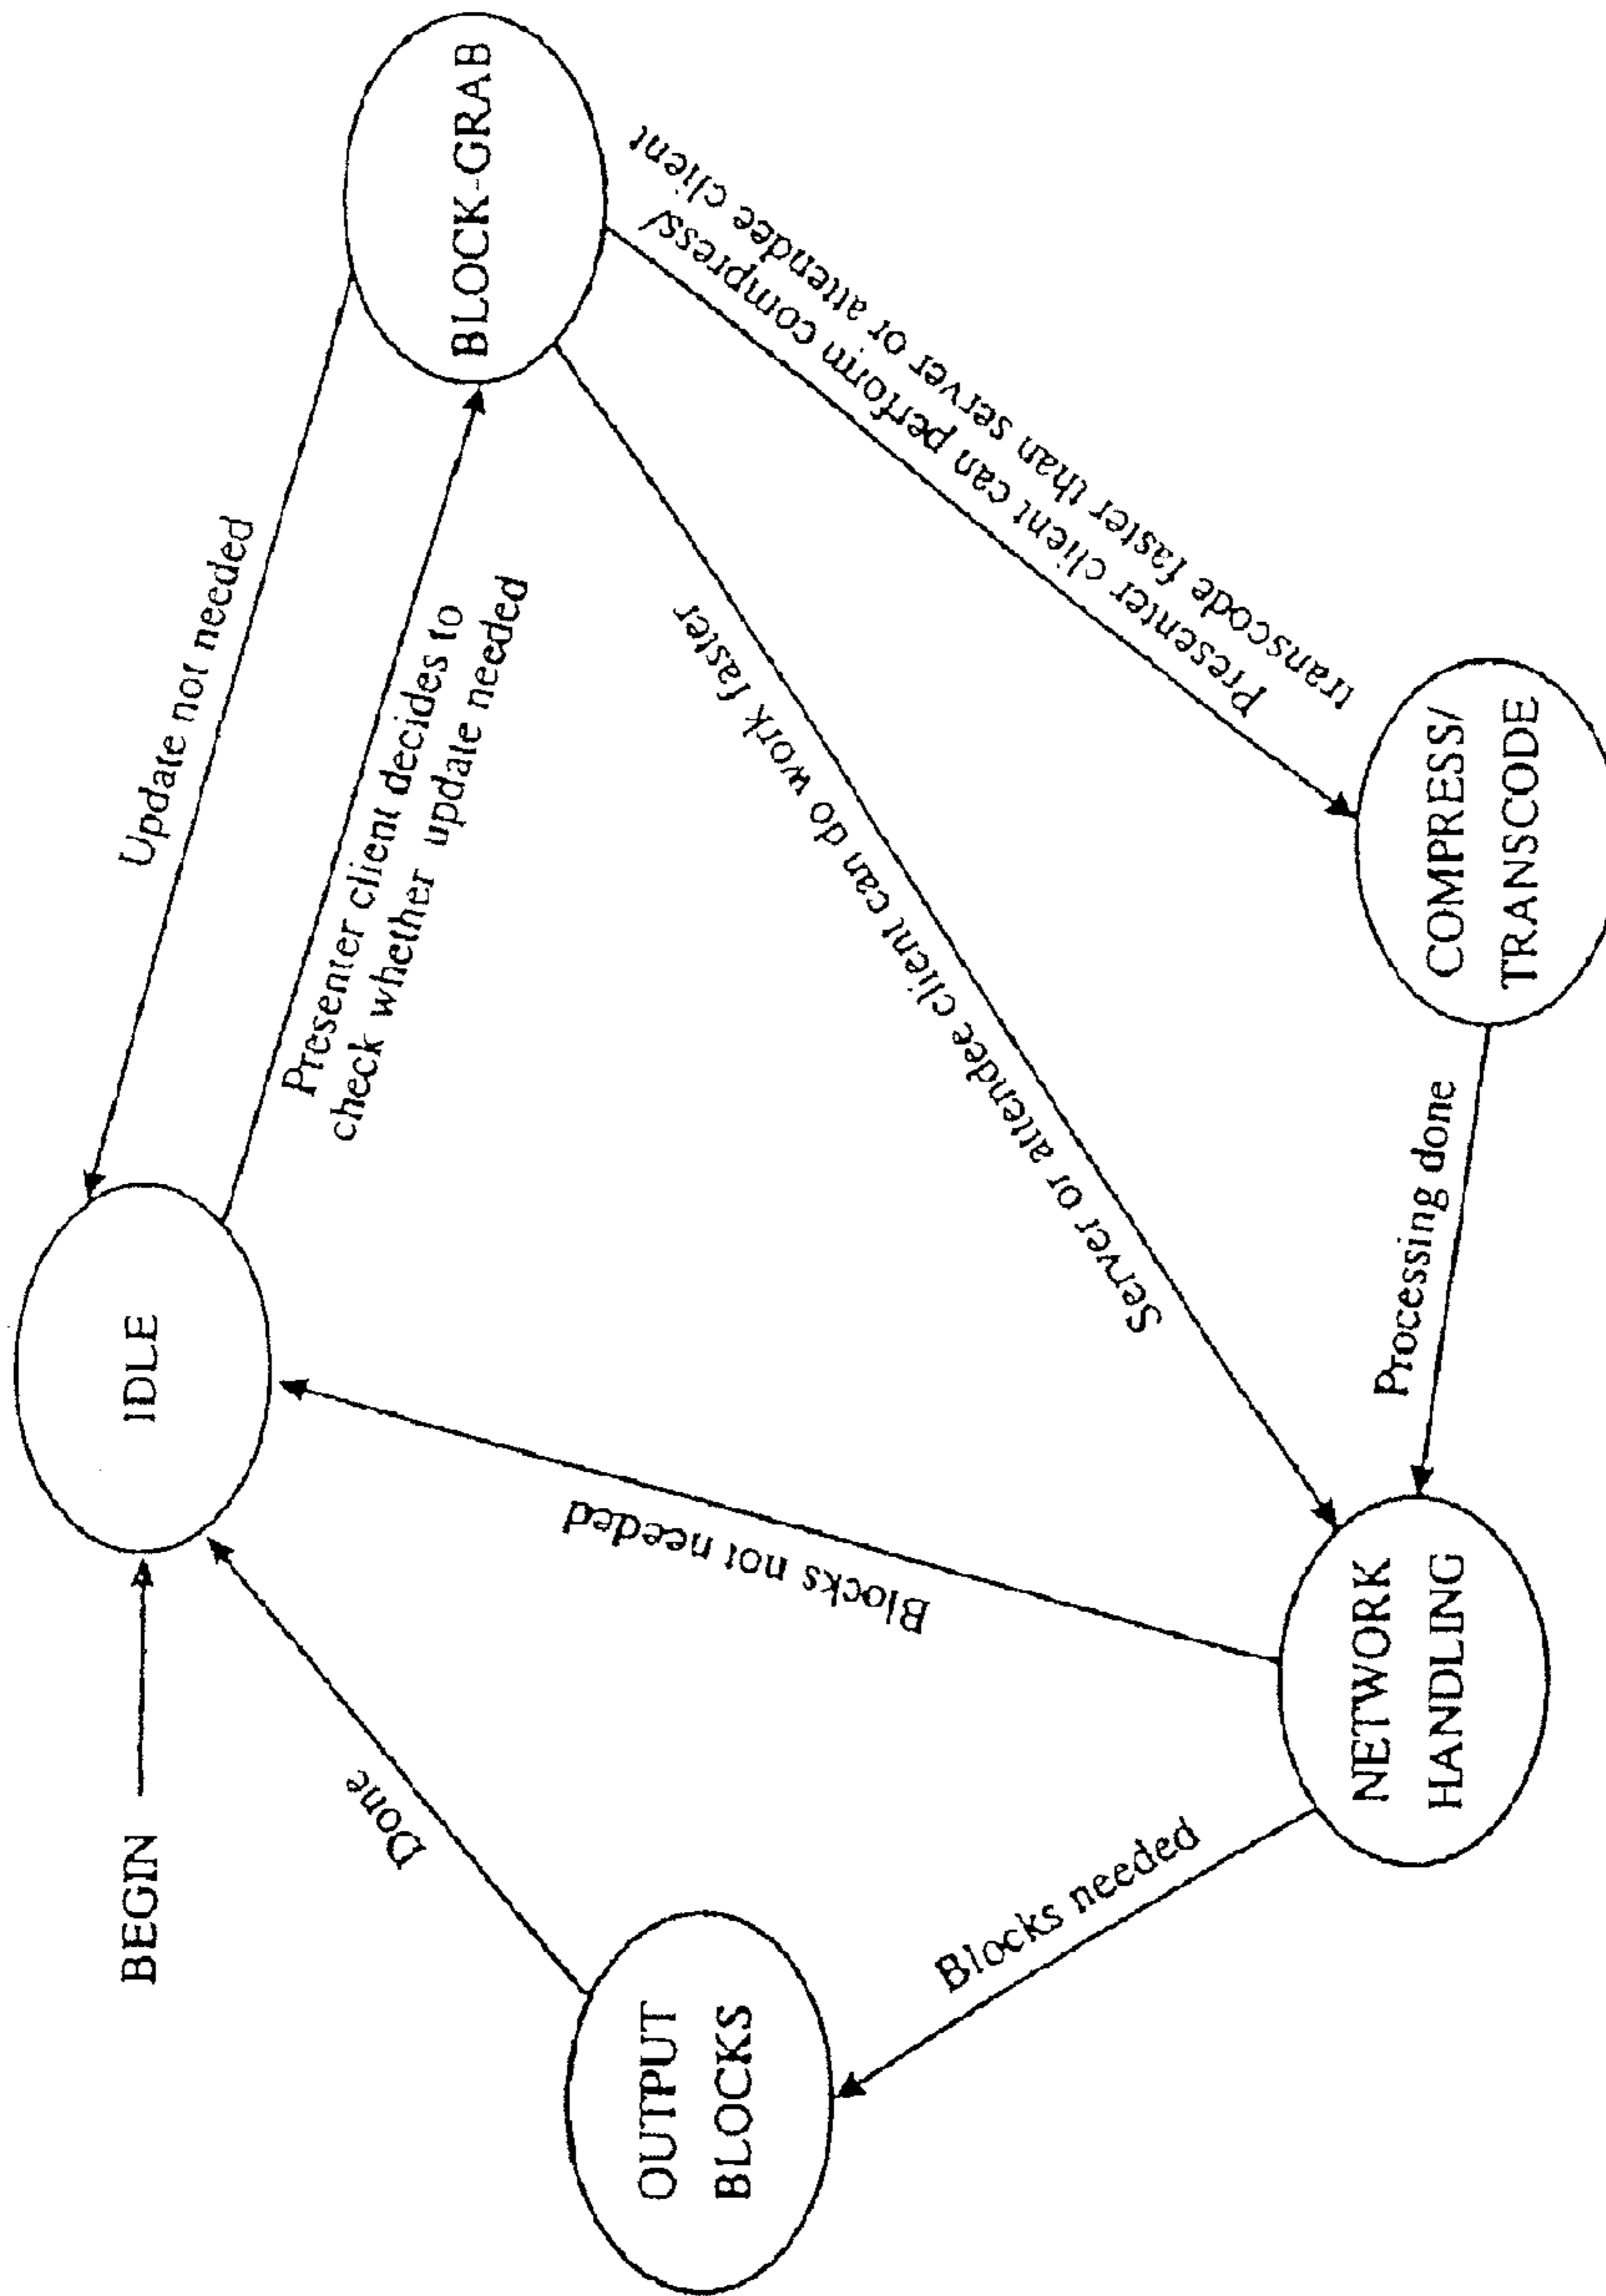 BEGIN
IDLE
Update not needed
Presenter client decides to
check whether update needed
BLOCK-GRAB
Done
Blocks not needed
Server or attendee client can do work faster
Presenter client can perform compress/
transcode faster than server or attendee client
OUTPUT
BLOCKS
Blocks needed
NETWORK
HANDLING
Processing done
COMPRESS/
TRANSCODE